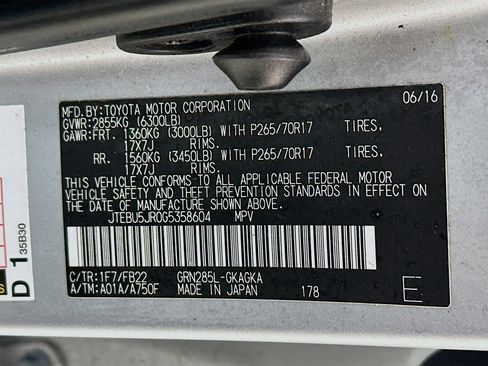 06/16
MFD.BY:TOYOTA MOTOR CORPORATION
GVWR:2855KG (6300LB)
GAWR:FRT. 1360KG (3000LB) WITH P265/70R17 TIRES,
17X7J RIMS.
RR. 1560KG (3450LB) WITH P265/70R17 TIRES,
17X7J RIMS.
THIS VEHICLE CONFORMS TO ALL APPLICABLE FEDERAL MOTOR
VEHICLE SAFETY AND THEFT PREVENTION STANDARDS IN EFFECT
ON THE DATE OF MANUFACTURE SHOWN ABOVE.
JTEBU5JR0G5358604 MPV
C/TR:1F7/FB22 GRN285L-GKAGKA
A/TM:A01A/A750F MADE IN JAPAN 178 E
D 1 35B30